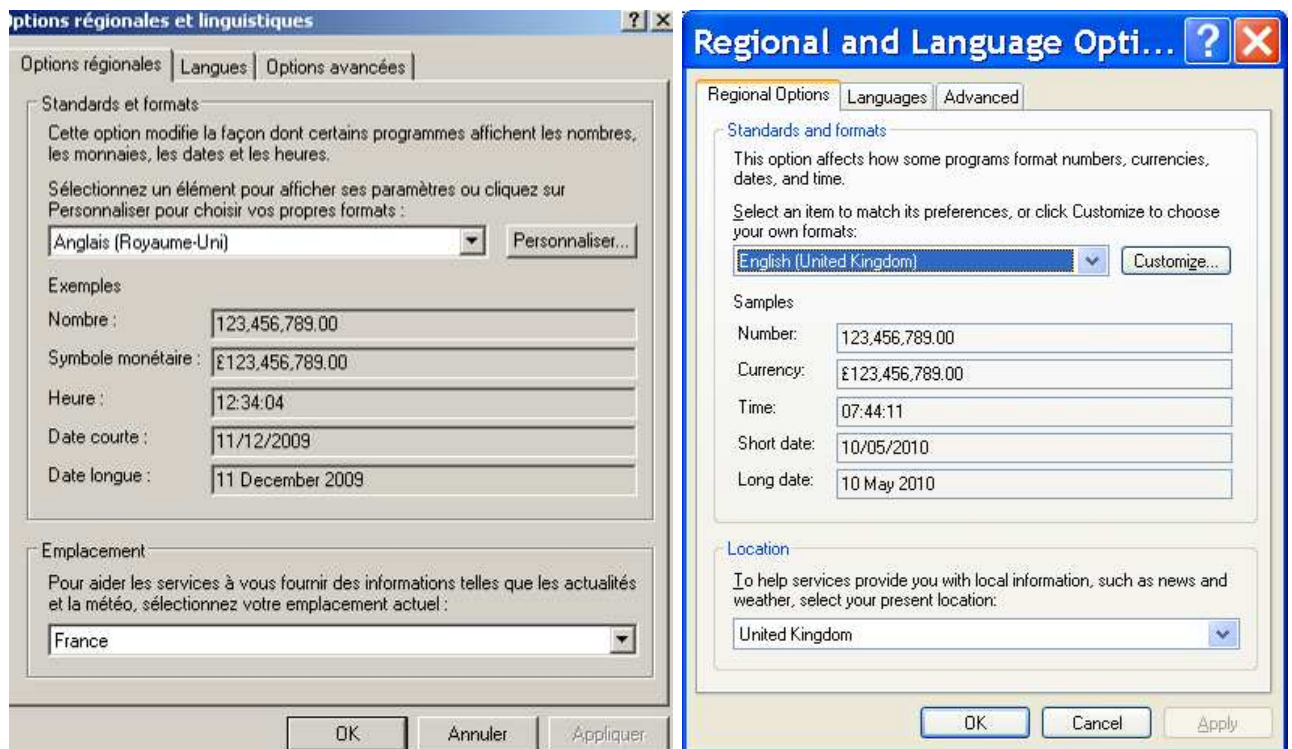 ptions régionales et linguistiques
Options régionales Langues Options avancées
Standards et formats
Cette option modifie la façon dont certains programmes affichent les nombres,
les monnaies, les dates et les heures.
Sélectionnez un élément pour afficher ses paramètres ou cliquez sur
Personnaliser pour choisir vos propres formats :
Anglais (Royaume-Uni) Personnaliser...
Exemples
Nombre : 123,456,789.00
Symbole monétaire : £123,456,789.00
Heure : 12:34:04
Date courte : 11/12/2009
Date longue : 11 December 2009
Emplacement
Pour aider les services à vous fournir des informations telles que les actualités
et la météo, sélectionnez votre emplacement actuel :
France
OK Annuler Appliquer
Regional and Language Opti...
Regional Options Languages Advanced
Standards and formats
This option affects how some programs format numbers, currencies,
dates, and time.
Select an item to match its preferences, or click Customize to choose
your own formats:
English (United Kingdom) Customize...
Samples
Number: 123,456,789.00
Currency: £123,456,789.00
Time: 07:44:11
Short date: 10/05/2010
Long date: 10 May 2010
Location
To help services provide you with local information, such as news and
weather, select your present location:
United Kingdom
OK Cancel Apply